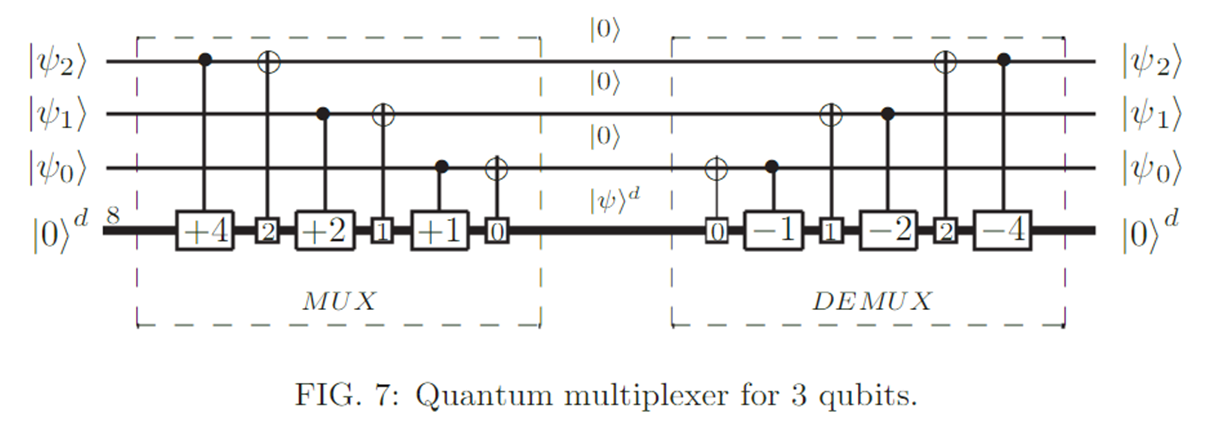 |0⟩
|ψ₂⟩ |ψ₂⟩
|0⟩
|ψ₁⟩ |ψ₁⟩
|0⟩
|ψ₀⟩ |ψ₀⟩
|ψ⟩ᵈ
|0⟩ᵈ 8 +4 2 +2 1 +1 0 0 −1 1 −2 2 −4 |0⟩ᵈ
MUX DEMUX
FIG. 7: Quantum multiplexer for 3 qubits.